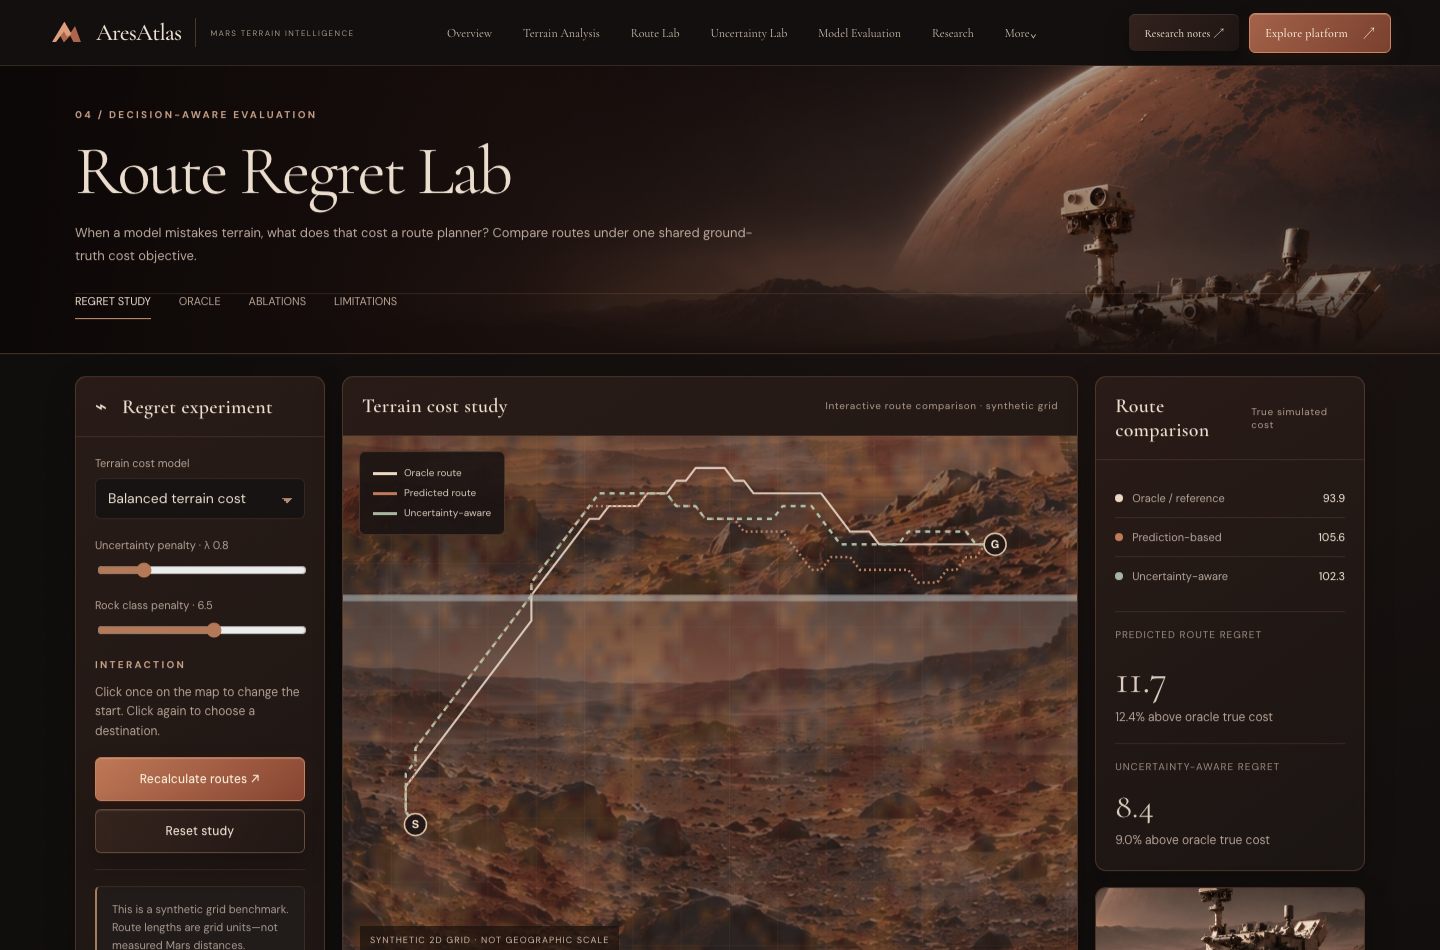 AresAtlas
MARS TERRAIN INTELLIGENCE
Overview
Terrain Analysis
Route Lab
Uncertainty Lab
Model Evaluation
Research
More
Research notes ↗
Explore platform ↗
04 / DECISION-AWARE EVALUATION
Route Regret Lab
When a model mistakes terrain, what does that cost a route planner? Compare routes under one shared ground-
truth cost objective.
REGRET STUDY
ORACLE
ABLATIONS
LIMITATIONS
Regret experiment
Terrain cost model
Balanced terrain cost
Uncertainty penalty · λ 0.8
Rock class penalty · 6.5
INTERACTION
Click once on the map to change the
start. Click again to choose a
destination.
Recalculate routes ↗
Reset study
This is a synthetic grid benchmark.
Route lengths are grid units—not
measured Mars distances.
Terrain cost study
Interactive route comparison · synthetic grid
Oracle route
Predicted route
Uncertainty-aware
G
S
SYNTHETIC 2D GRID · NOT GEOGRAPHIC SCALE
Route
comparison
True simulated
cost
Oracle / reference 93.9
Prediction-based 105.6
Uncertainty-aware 102.3
PREDICTED ROUTE REGRET
11.7
12.4% above oracle true cost
UNCERTAINTY-AWARE REGRET
8.4
9.0% above oracle true cost